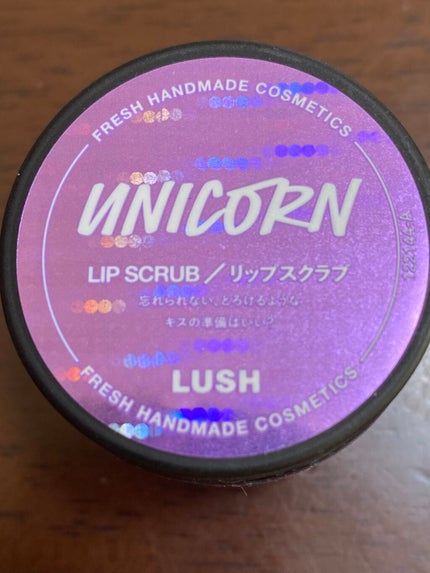 FRESH HANDMADE COSMETICS
UNICORN
LIP SCRUB／リップスクラブ
忘れられない、とろけるような
キスの準備はいい?
LUSH
FRESH HANDMADE COSMETICS